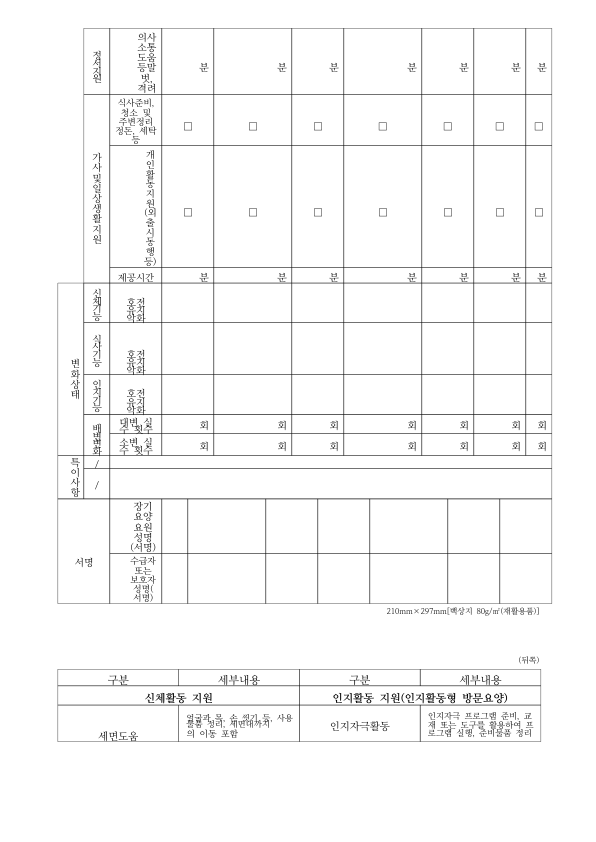 정서지원
의사
소통
도움
등말
벗,
격려
분 분 분 분 분 분 분
가사및일상생활지원
식사준비,
청소 및
주변정리
정돈, 세탁
등
□ □ □ □ □ □ □
개
인
활
동
지
원
(외
출
시
동
행
등)
□ □ □ □ □ □ □
제공시간 분 분 분 분 분 분 분
변화상태
신체기능
호전
유지
악화
식사기능
호전
유지
악화
인지기능
호전
유지
악화
배변변화
대변 실
수 횟수
회 회 회 회 회 회 회
소변 실
수 횟수
회 회 회 회 회 회 회
특이사항
/
/
서명
장기
요양
요원
성명
(서명)
수급자
또는
보호자
성명(
서명)
210mm×297mm[백상지 80g/㎡(재활용품)]
(뒤쪽)
구분 세부내용 구분 세부내용
신체활동 지원 인지활동 지원(인지활동형 방문요양)
세면도움
얼굴과 목, 손 씻기 등, 사용
물품 정리, 세면대까지
의 이동 포함
인지자극활동
인지자극 프로그램 준비, 교
재 또는 도구를 활용하여 프
로그램 실행, 준비물품 정리